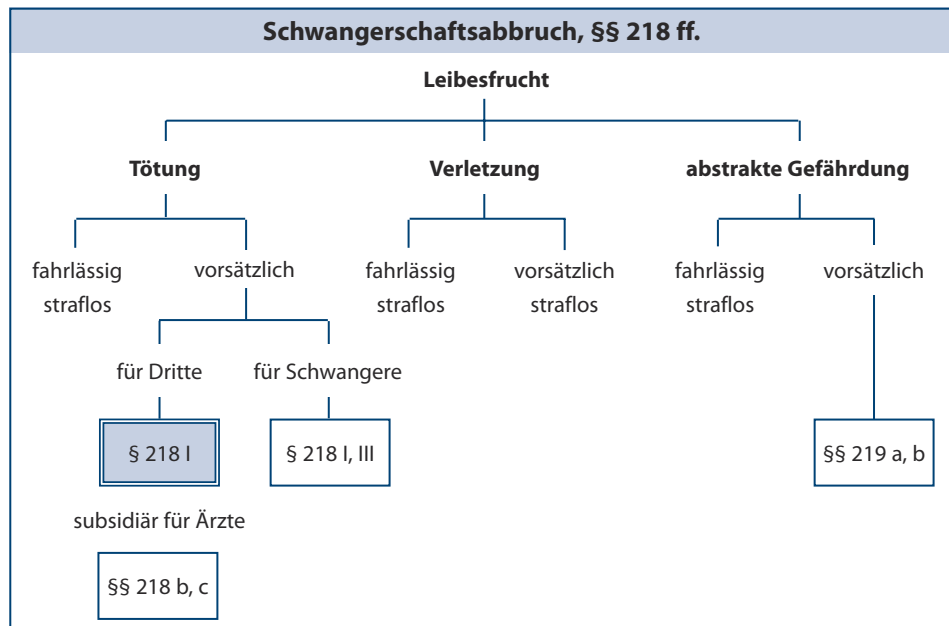 Schwangerschaftsabbruch, §§ 218 ff.
Leibesfrucht
Tötung
Verletzung
abstrakte Gefährdung
fahrlässig
straflos
vorsätzlich
fahrlässig
straflos
vorsätzlich
straflos
fahrlässig
straflos
vorsätzlich
für Dritte
für Schwangere
§ 218 I
§ 218 I, III
§§ 219 a, b
subsidiär für Ärzte
§§ 218 b, c